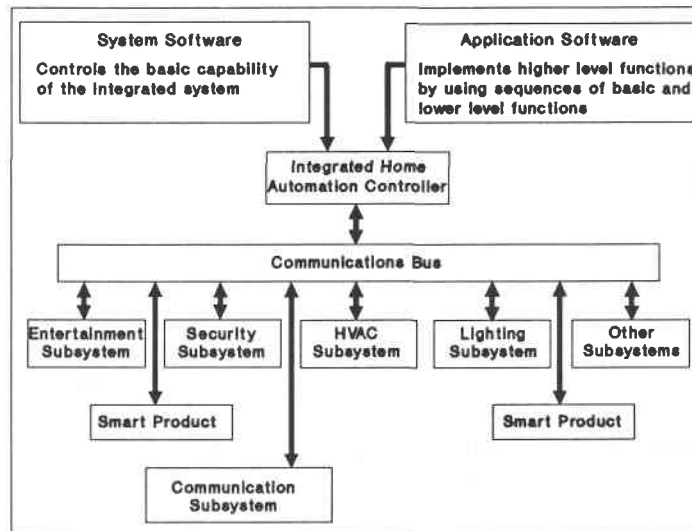 System Software
Controls the basic capability
of the integrated system
Application Software
Implements higher level functions
by using sequences of basic and
lower level functions
Integrated Home
Automation Controller
Communications Bus
Entertainment
Subsystem
Security
Subsystem
HVAC
Subsystem
Lighting
Subsystem
Other
Subsystems
Smart Product
Smart Product
Communication
Subsystem